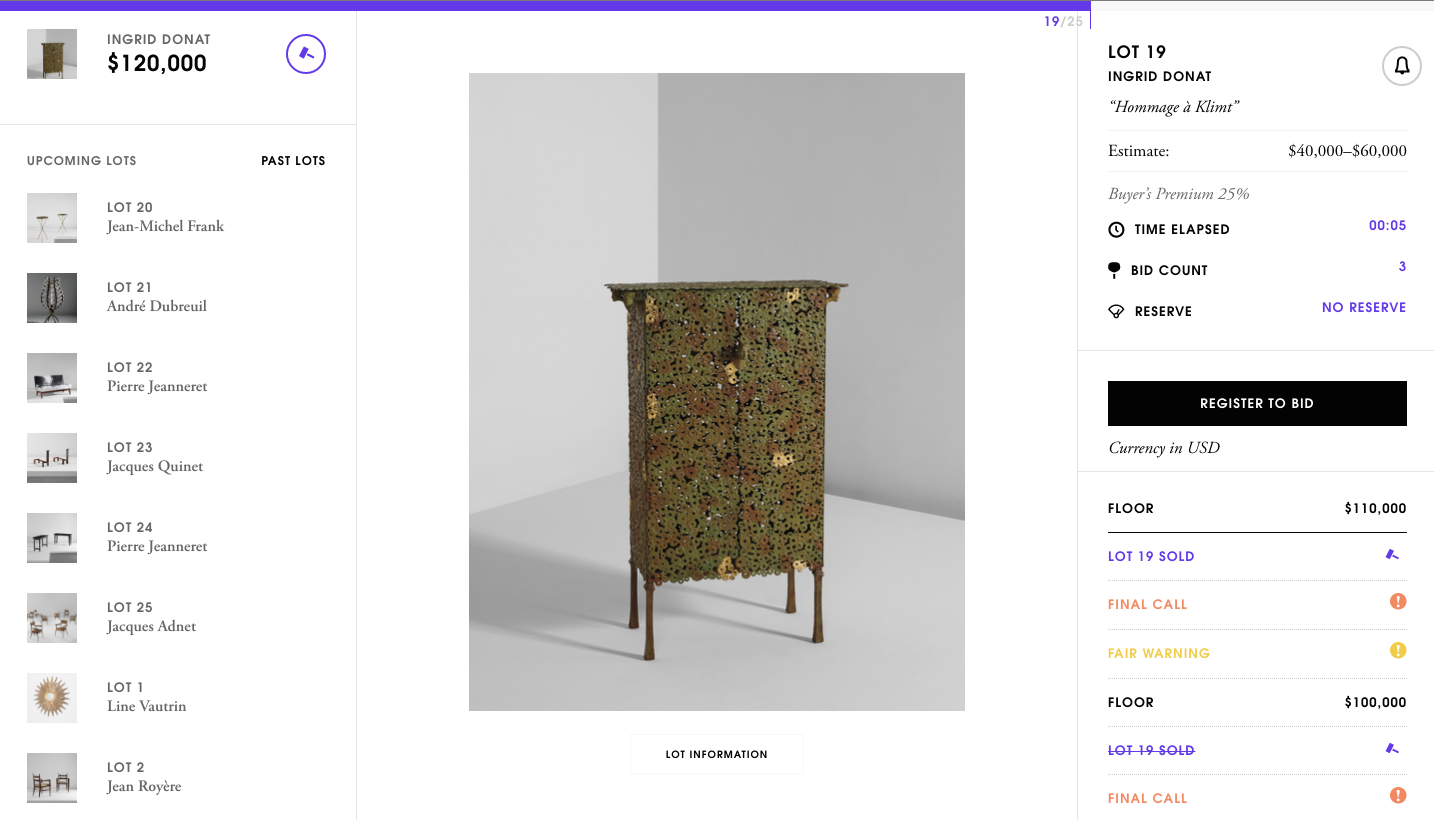 19/25
INGRID DONAT
$120,000
UPCOMING LOTS
PAST LOTS
LOT 20
Jean-Michel Frank
LOT 21
André Dubreuil
LOT 22
Pierre Jeanneret
LOT 23
Jacques Quinet
LOT 24
Pierre Jeanneret
LOT 25
Jacques Adnet
LOT 1
Line Vautrin
LOT 2
Jean Royère
LOT INFORMATION
LOT 19
INGRID DONAT
“Hommage à Klimt”
Estimate: $40,000–$60,000
Buyer’s Premium 25%
TIME ELAPSED 00:05
BID COUNT 3
RESERVE NO RESERVE
REGISTER TO BID
Currency in USD
FLOOR $110,000
LOT 19 SOLD
FINAL CALL
FAIR WARNING
FLOOR $100,000
LOT 19 SOLD
FINAL CALL